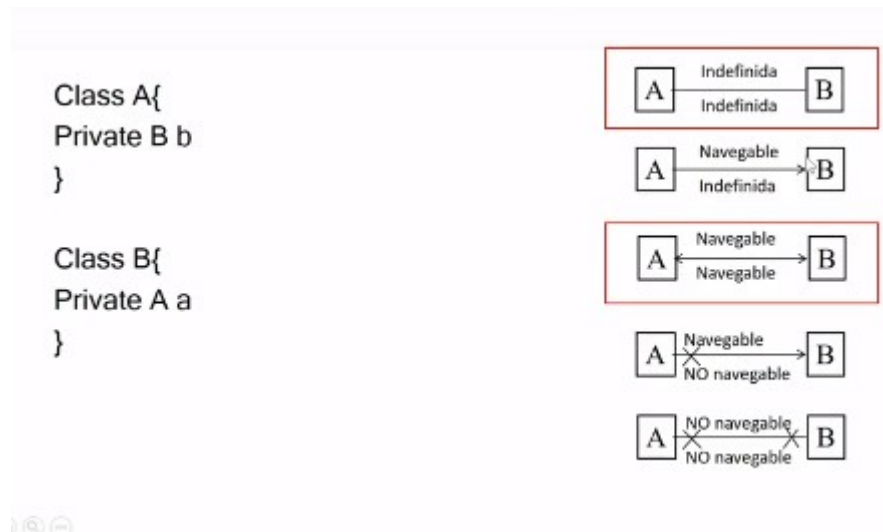 Class A{
Private B b
}
Class B{
Private A a
}
Indefinida
A B
Indefinida
Navegable
A B
Indefinida
Navegable
A B
Navegable
Navegable
A B
NO navegable
NO navegable
A B
NO navegable